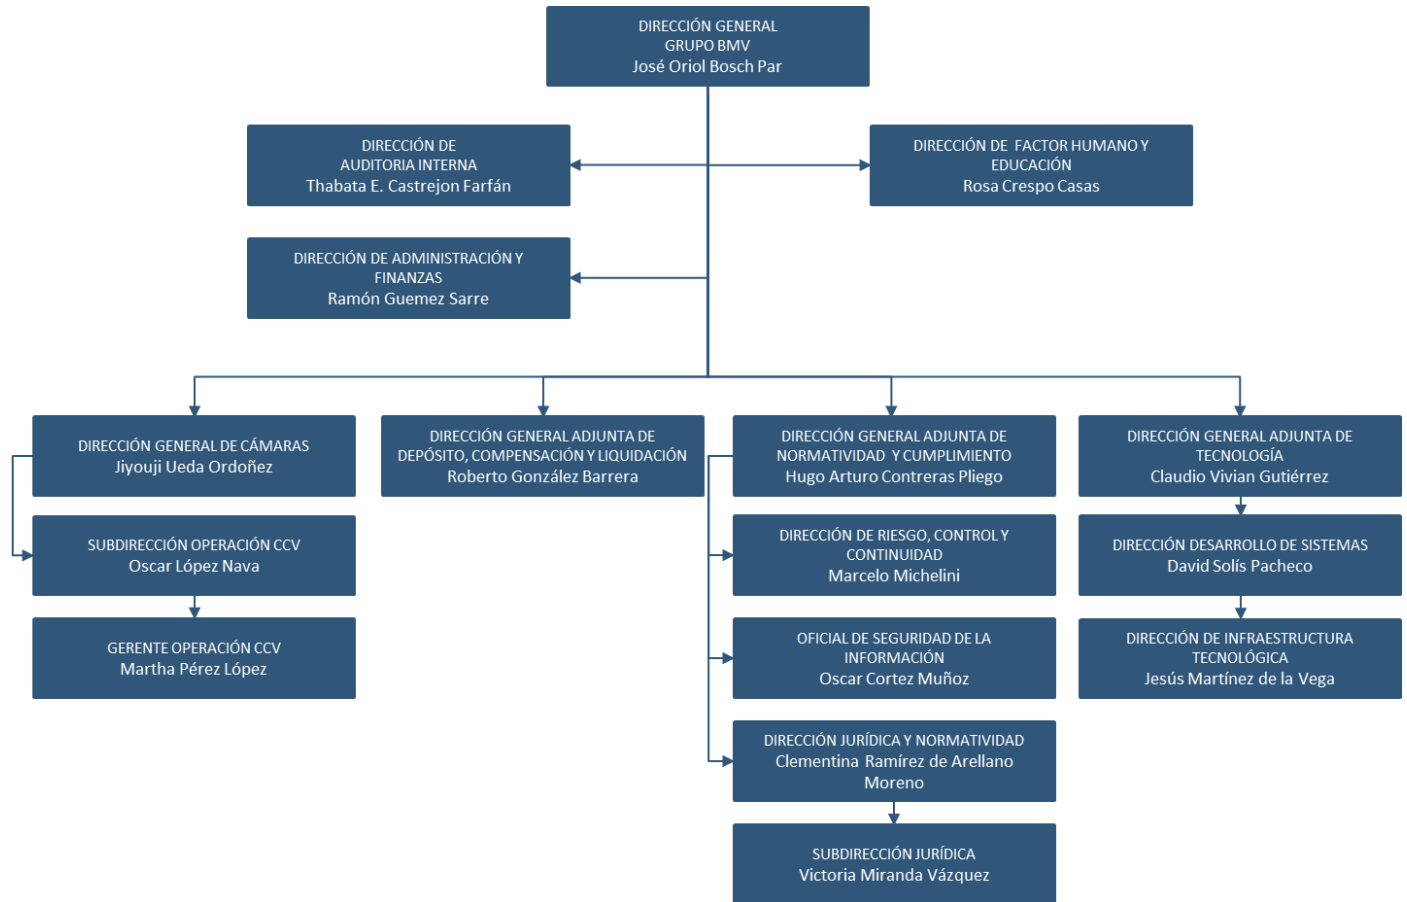 DIRECCIÓN GENERAL
GRUPO BMV
José Oriol Bosch Par
DIRECCIÓN DE
AUDITORIA INTERNA
Thabata E. Castrejon Farfán
DIRECCIÓN DE FACTOR HUMANO Y
EDUCACIÓN
Rosa Crespo Casas
DIRECCIÓN DE ADMINISTRACIÓN Y
FINANZAS
Ramón Guemez Sarre
DIRECCIÓN GENERAL DE CÁMARAS
Jiyouji Ueda Ordoñez
DIRECCIÓN GENERAL ADJUNTA DE
DEPÓSITO, COMPENSACIÓN Y LIQUIDACIÓN
Roberto González Barrera
DIRECCIÓN GENERAL ADJUNTA DE
NORMATIVIDAD Y CUMPLIMIENTO
Hugo Arturo Contreras Pliego
DIRECCIÓN GENERAL ADJUNTA DE
TECNOLOGÍA
Claudio Vivian Gutiérrez
SUBDIRECCIÓN OPERACIÓN CCV
Oscar López Nava
DIRECCIÓN DE RIESGO, CONTROL Y
CONTINUIDAD
Marcelo Michelini
DIRECCIÓN DESARROLLO DE SISTEMAS
David Solís Pacheco
GERENTE OPERACIÓN CCV
Martha Pérez López
OFICIAL DE SEGURIDAD DE LA
INFORMACIÓN
Oscar Cortez Muñoz
DIRECCIÓN DE INFRAESTRUCTURA
TECNOLÓGICA
Jesús Martínez de la Vega
DIRECCIÓN JURÍDICA Y NORMATIVIDAD
Clementina Ramírez de Arellano
Moreno
SUBDIRECCIÓN JURÍDICA
Victoria Miranda Vázquez